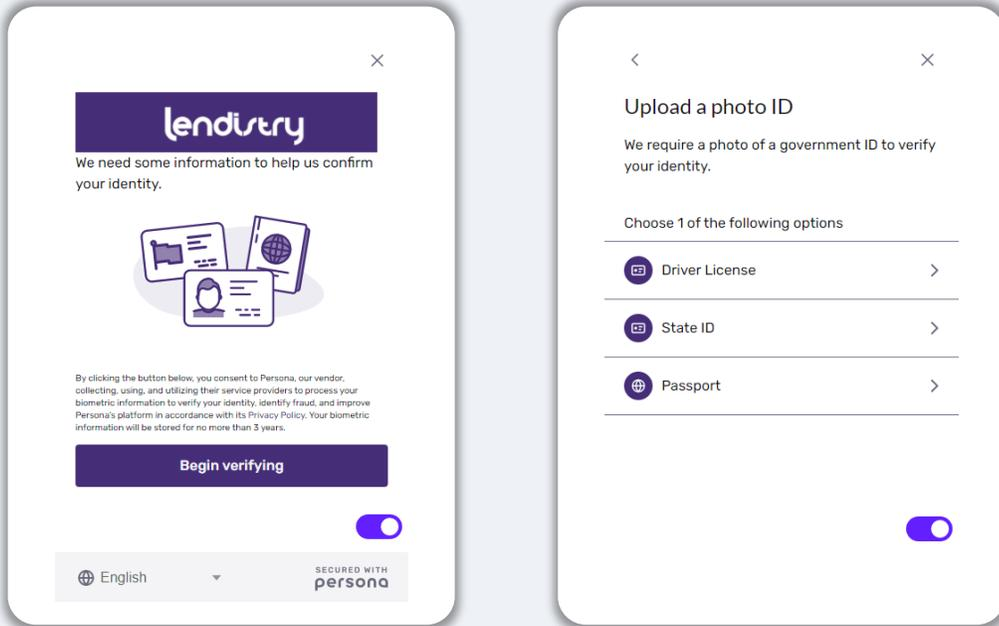 lendistry
We need some information to help us confirm
your identity.
By clicking the button below, you consent to Persona, our vendor,
collecting, using, and utilizing their service providers to process your
biometric information to verify your identity, identify fraud, and improve
Persona's platform in accordance with its Privacy Policy. Your biometric
information will be stored for no more than 3 years.
Begin verifying
English
SECURED WITH
persona
Upload a photo ID
We require a photo of a government ID to verify
your identity.
Choose 1 of the following options
Driver License
State ID
Passport